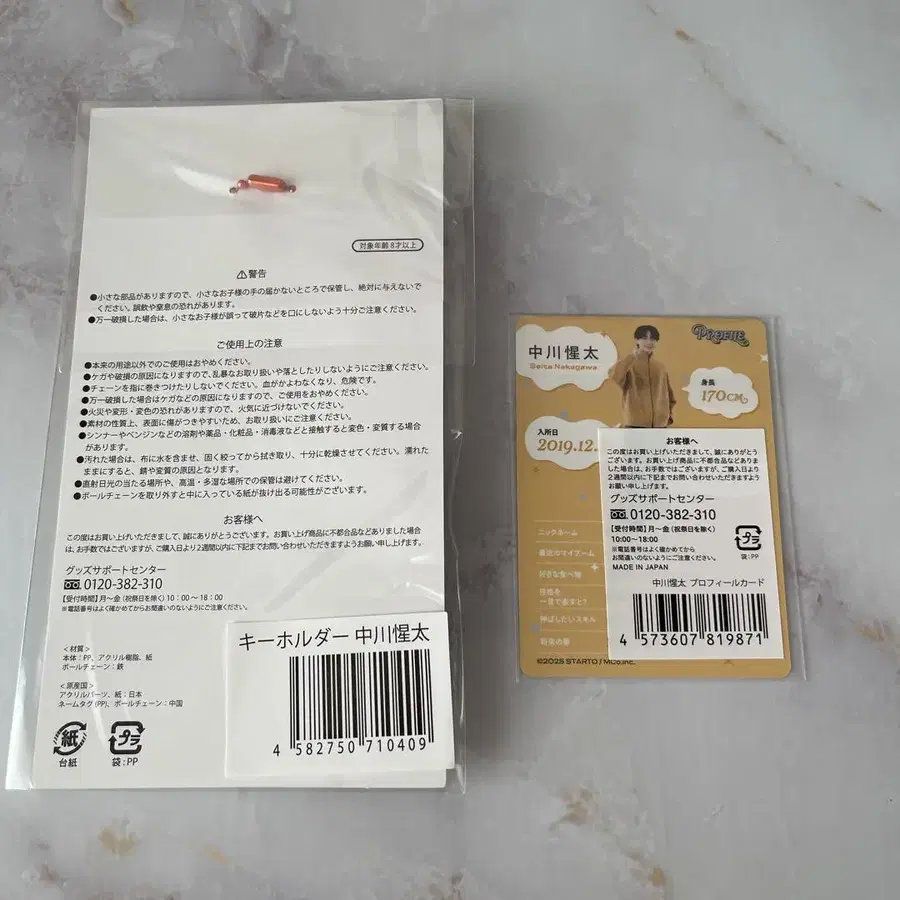 対象年齢8才以上
⚠警告
●小さな部品がありますので、小さなお子様の手の届かないところで保管し、絶対に与えないで
ください。誤飲や窒息の恐れがあります。
●万一破損した場合は、小さなお子様が誤って破片などを口にしないよう十分ご注意ください。
ご使用上の注意
●本来の用途以外でのご使用はおやめください。
●ケガや破損の原因になりますので、乱暴なお取り扱いや落としたりしないようにご注意ください。
●チェーンを指に巻きつけたりしないでください。血がかよわなくなり、危険です。
●万一破損した場合はケガなどの原因になりますので、ご使用をおやめください。
●火災や変形・変色の恐れがありますので、火気に近づけないでください。
●素材の性質上、表面に傷がつきやすいため、お取り扱いにご注意ください。
●シンナーやベンジンなどの溶剤や薬品・化粧品・消毒液などと接触すると変色・変質する場合
があります。
●汚れた場合は、布に水を含ませ、固く絞ってから拭き取り、十分に乾燥させてください。濡れた
ままにすると、錆や変質の原因となります。
●直射日光の当たる場所や、高温・多湿な場所での保管は避けてください。
●ボールチェーンを取り外すと中に入っている紙が抜け出る可能性がございます。
お客様へ
この度はお買い上げいただきまして、誠にありがとうございます。お買い上げ商品に不都合などありました場合
は、お手数ではございますが、ご購入日より2週間以内に下記までお問い合わせいただきますようお願い申し上げます。
グッズサポートセンター
0120-382-310
【受付時間】月～金（祝祭日を除く）10：00～18：00
※電話番号はよく確かめてからお間違いのないようにご注意ください。
＜材質＞
本体：PP、アクリル樹脂、紙
ボールチェーン：鉄
＜原産国＞
アクリルパーツ、紙：日本
ネームタグ(PP)、ボールチェーン：中国
紙
台紙
プラ
袋：PP
キーホルダー 中川惺太
4 582750 710409
PROFILE
中川惺太
Seita Nakagawa
身長
170CM
入所日
2019.12.
ニックネーム
最近のマイブーム
好きな食べ物
性格を
一言で表すと?
伸ばしたいスキル
将来の夢
©2025 STARTO / MCo.,Inc.
お客様へ
この度はお買い上げいただきまして、誠にありがとうご
ざいます。お買い上げ商品に不都合などありま
した場合は、お手数ではございますが、ご購入日より
2週間以内に下記までお問い合わせいただきますよう
お願い申し上げます。
グッズサポートセンター
0120-382-310
【受付時間】月～金（祝祭日を除く）
10:00～18:00
※電話番号はよく確かめてから
お間違いのないようにご注意ください。
MADE IN JAPAN
プラ
袋：PP
中川惺太 プロフィールカード
4 573607 819871